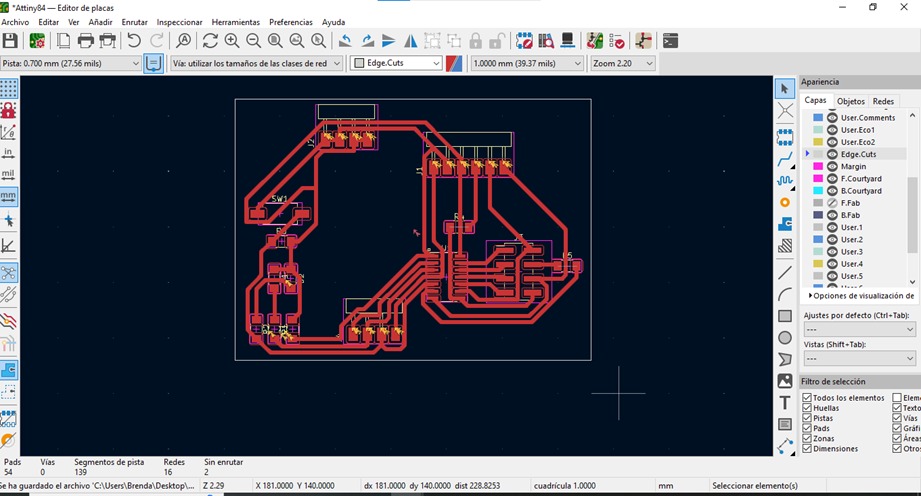 *Attiny84 — Editor de placas
Archivo Editar Ver Añadir Enrutar Inspeccionar Herramientas Preferencias Ayuda
Pista: 0.700 mm (27.56 mils) Vía: utilizar los tamaños de las clases de red Edge.Cuts 1.0000 mm (39.37 mils) Zoom 2.20
Apariencia
Capas Objetos Redes
User.Comments
User.Eco1
User.Eco2
Edge.Cuts
Margin
F.Courtyard
B.Courtyard
F.Fab
B.Fab
User.1
User.2
User.3
User.4
User.5
Opciones de visualización de
Ajustes por defecto (Ctrl+Tab):
---
Vistas (Shift+Tab):
---
Filtro de selección
Todos los elementos Elem
Huellas Texto
Pistas Vías
Pads Gráfi
Zonas Áreas
Dimensiones Otros
in
mil
mm
J2
J1
SW1
Pads Vías Segmentos de pista Redes Sin enrutar
54 0 139 16 2
Se ha guardado el archivo 'C:\Users\Brenda\Desktop\... Z 2.29 X 181.0000 Y 140.0000 dx 181.0000 dy 140.0000 dist 228.8253 cuadrícula 1.0000 mm Seleccionar elemento(s)